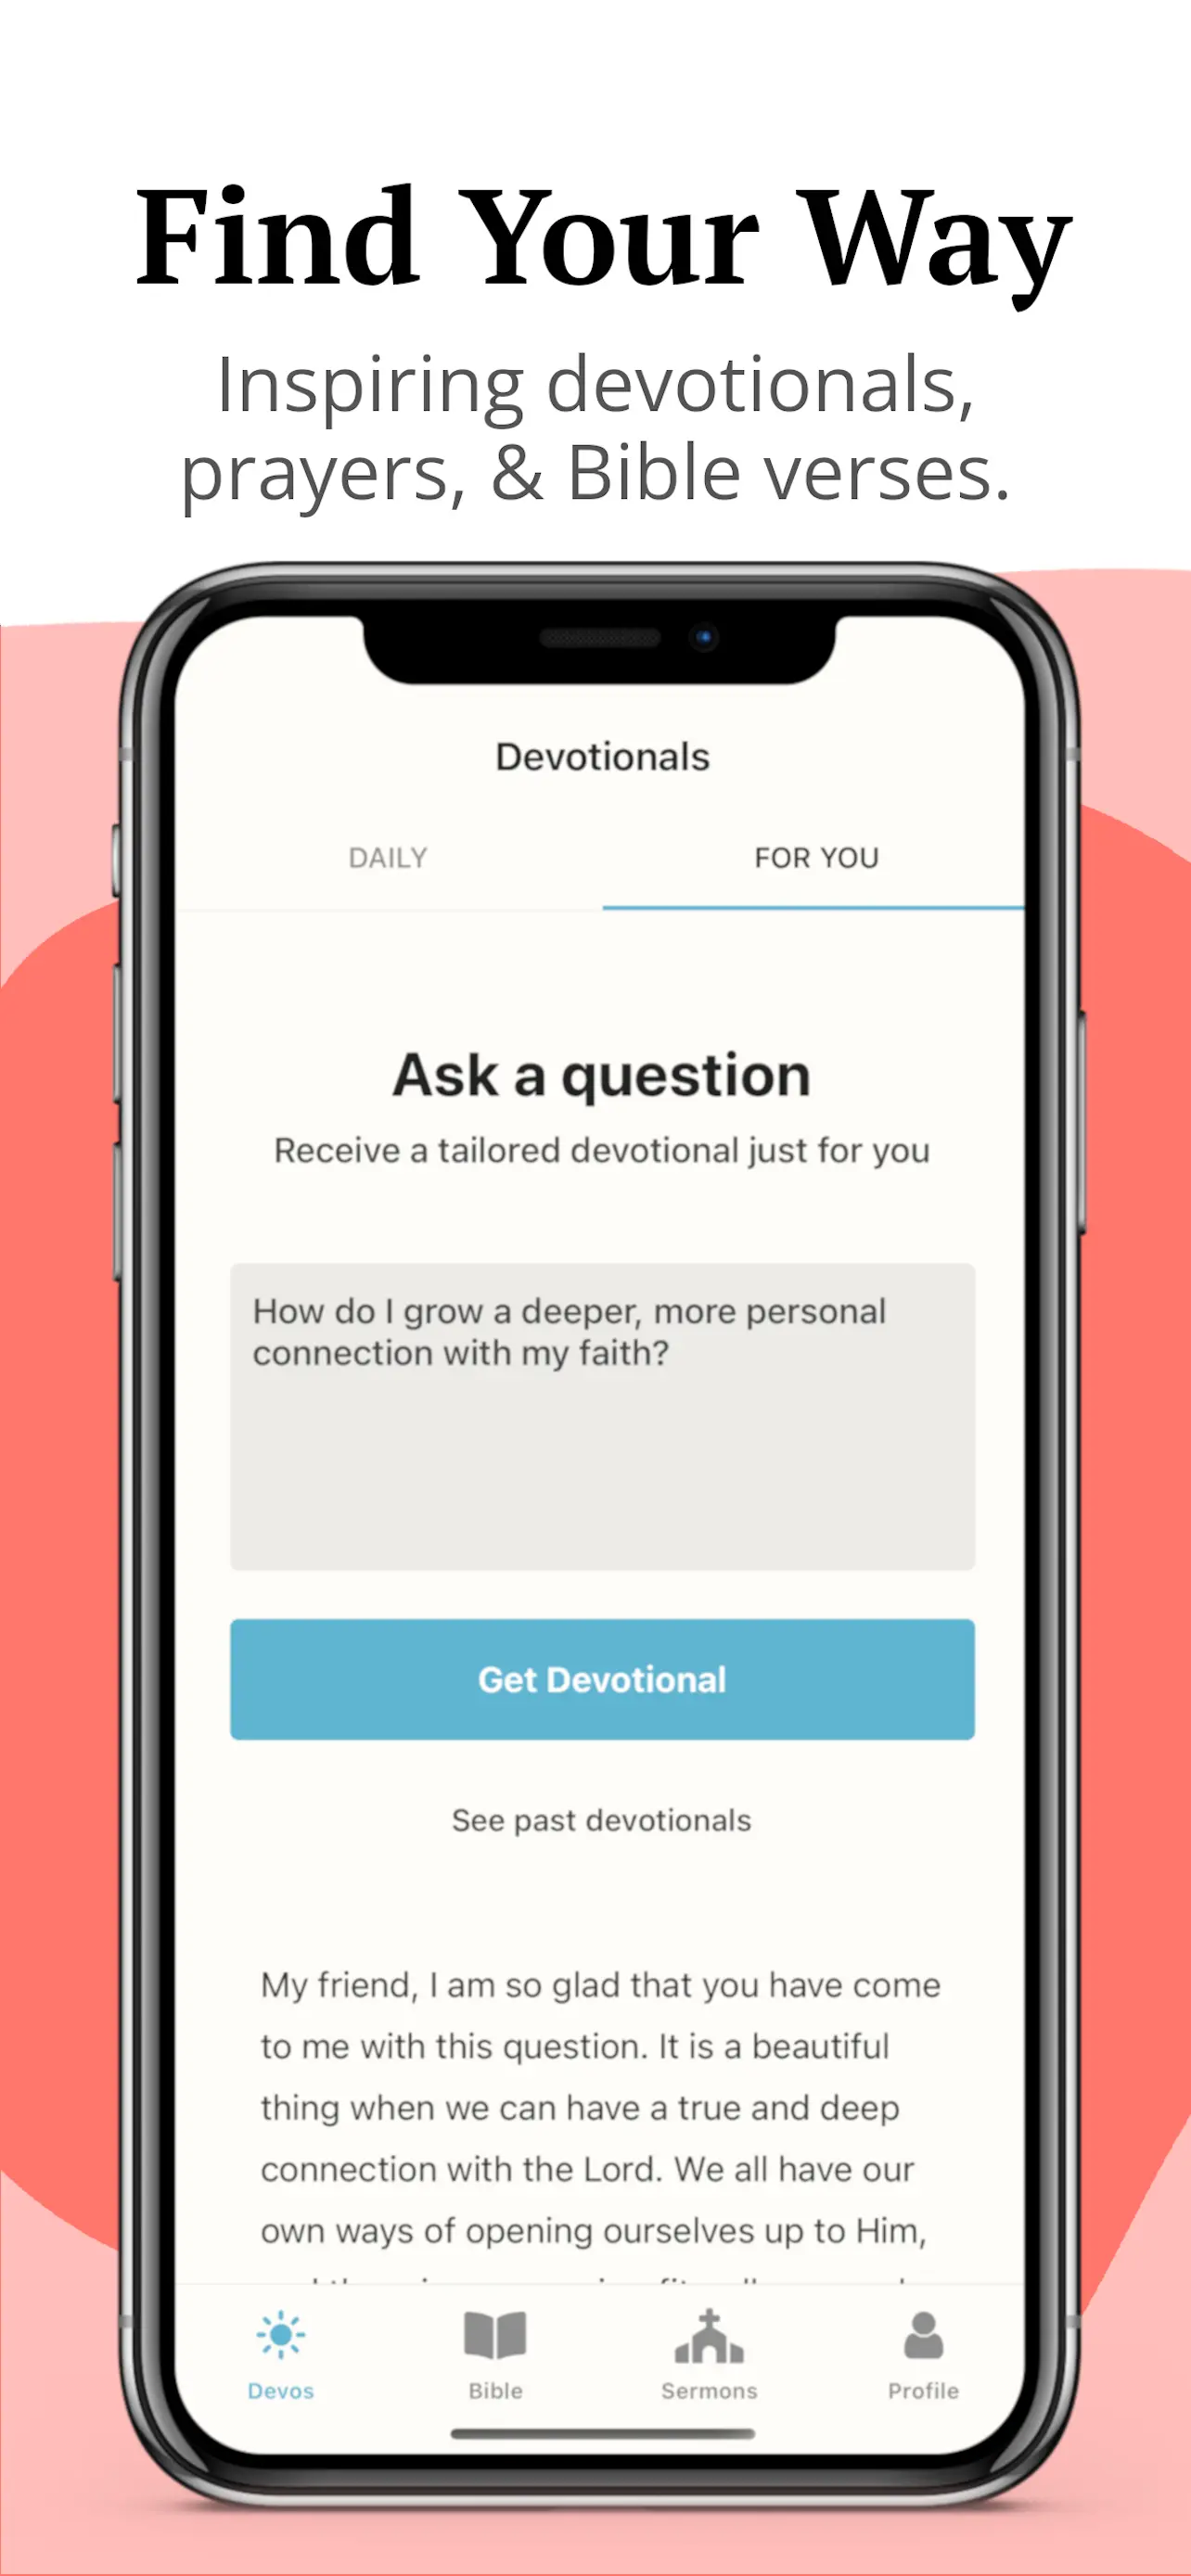 Find Your Way
Inspiring devotionals,
prayers, & Bible verses.
Devotionals
DAILY
FOR YOU
Ask a question
Receive a tailored devotional just for you
How do I grow a deeper, more personal
connection with my faith?
Get Devotional
See past devotionals
My friend, I am so glad that you have come
to me with this question. It is a beautiful
thing when we can have a true and deep
connection with the Lord. We all have our
own ways of opening ourselves up to Him,
Devos
Bible
Sermons
Profile